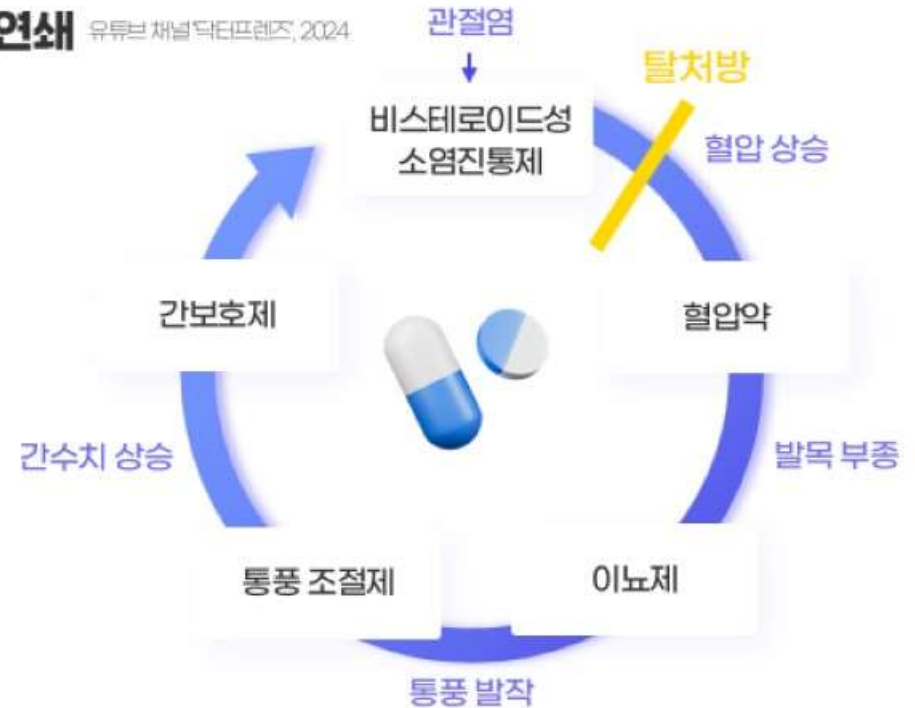 연쇄 유튜브 채널 '닥터프렌즈', 2024
관절염
탈처방
비스테로이드성
소염진통제
혈압 상승
혈압약
발목 부종
이뇨제
통풍 발작
통풍 조절제
간수치 상승
간보호제